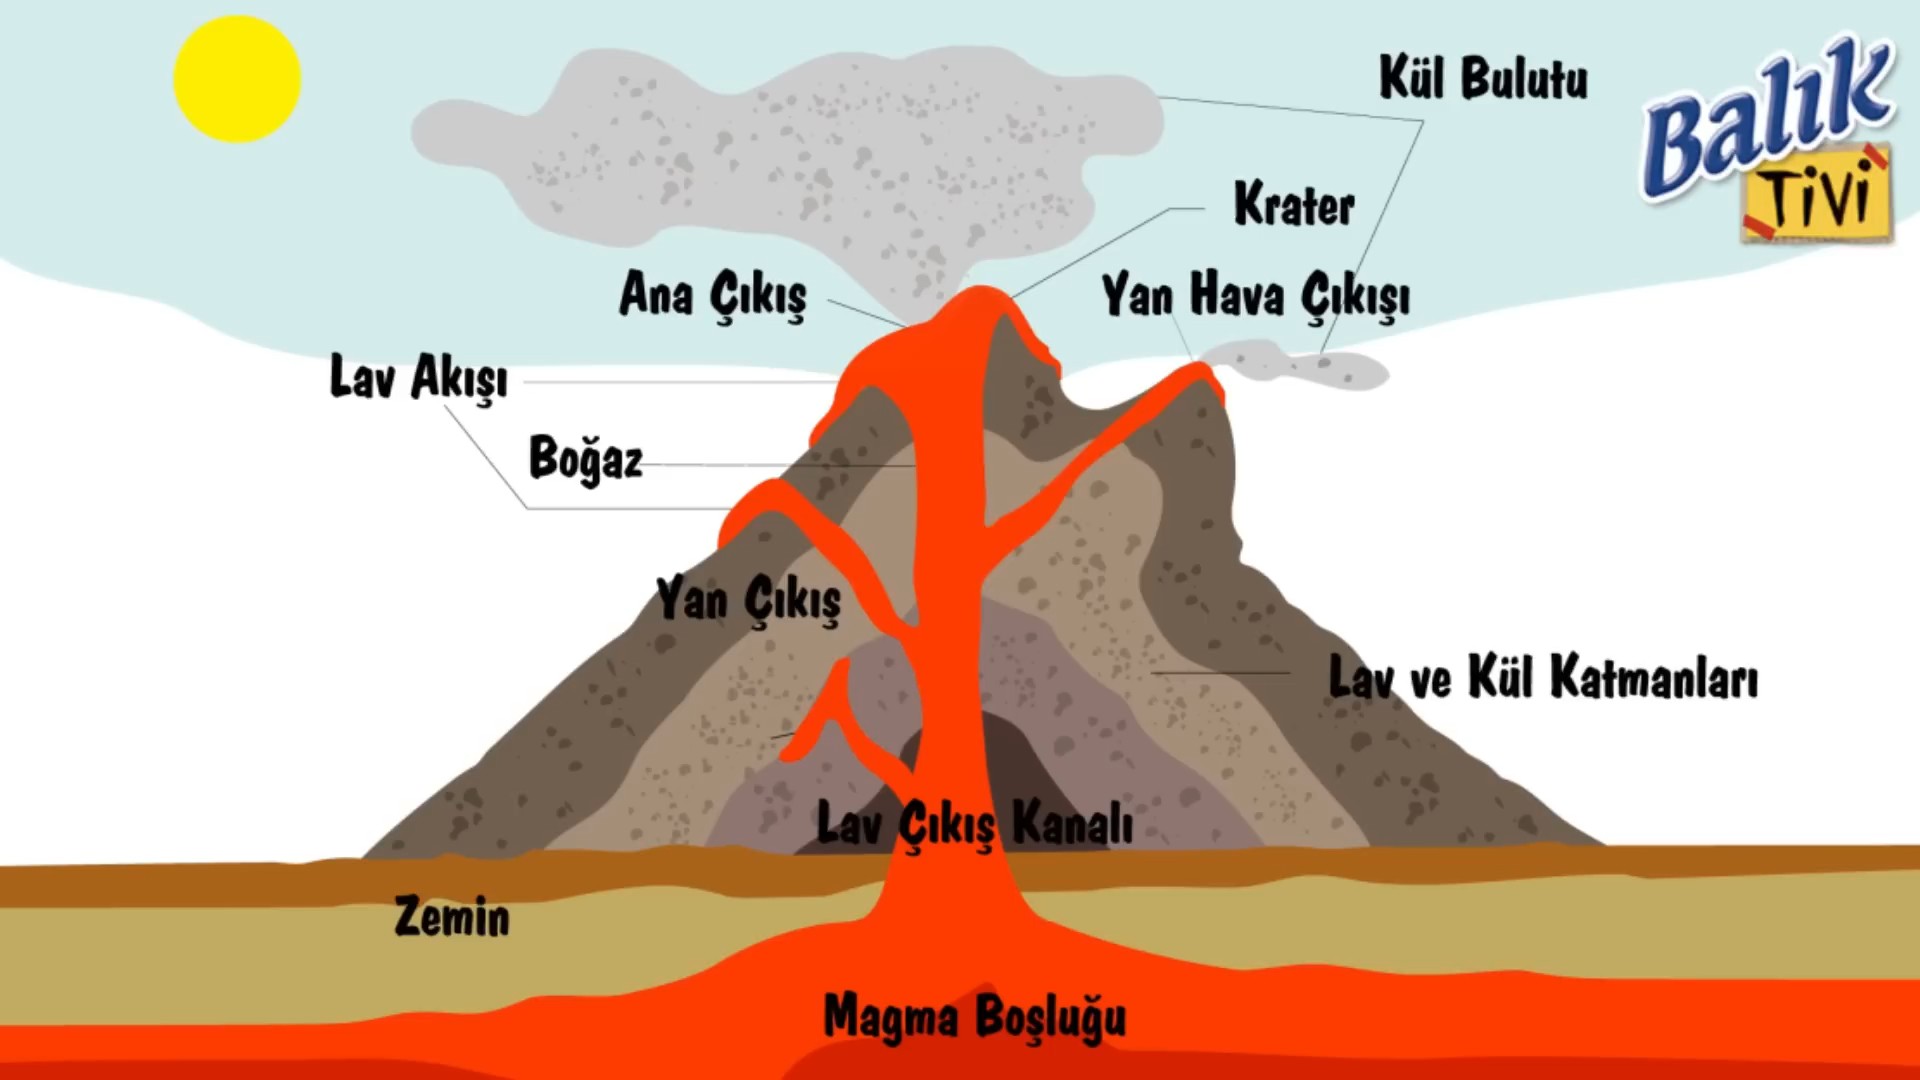 Kül Bulutu
Balık
TiVi
Krater
Ana Çıkış
Yan Hava Çıkışı
Lav Akışı
Boğaz
Yan Çıkış
Lav ve Kül Katmanları
Lav Çıkış Kanalı
Zemin
Magma Boşluğu